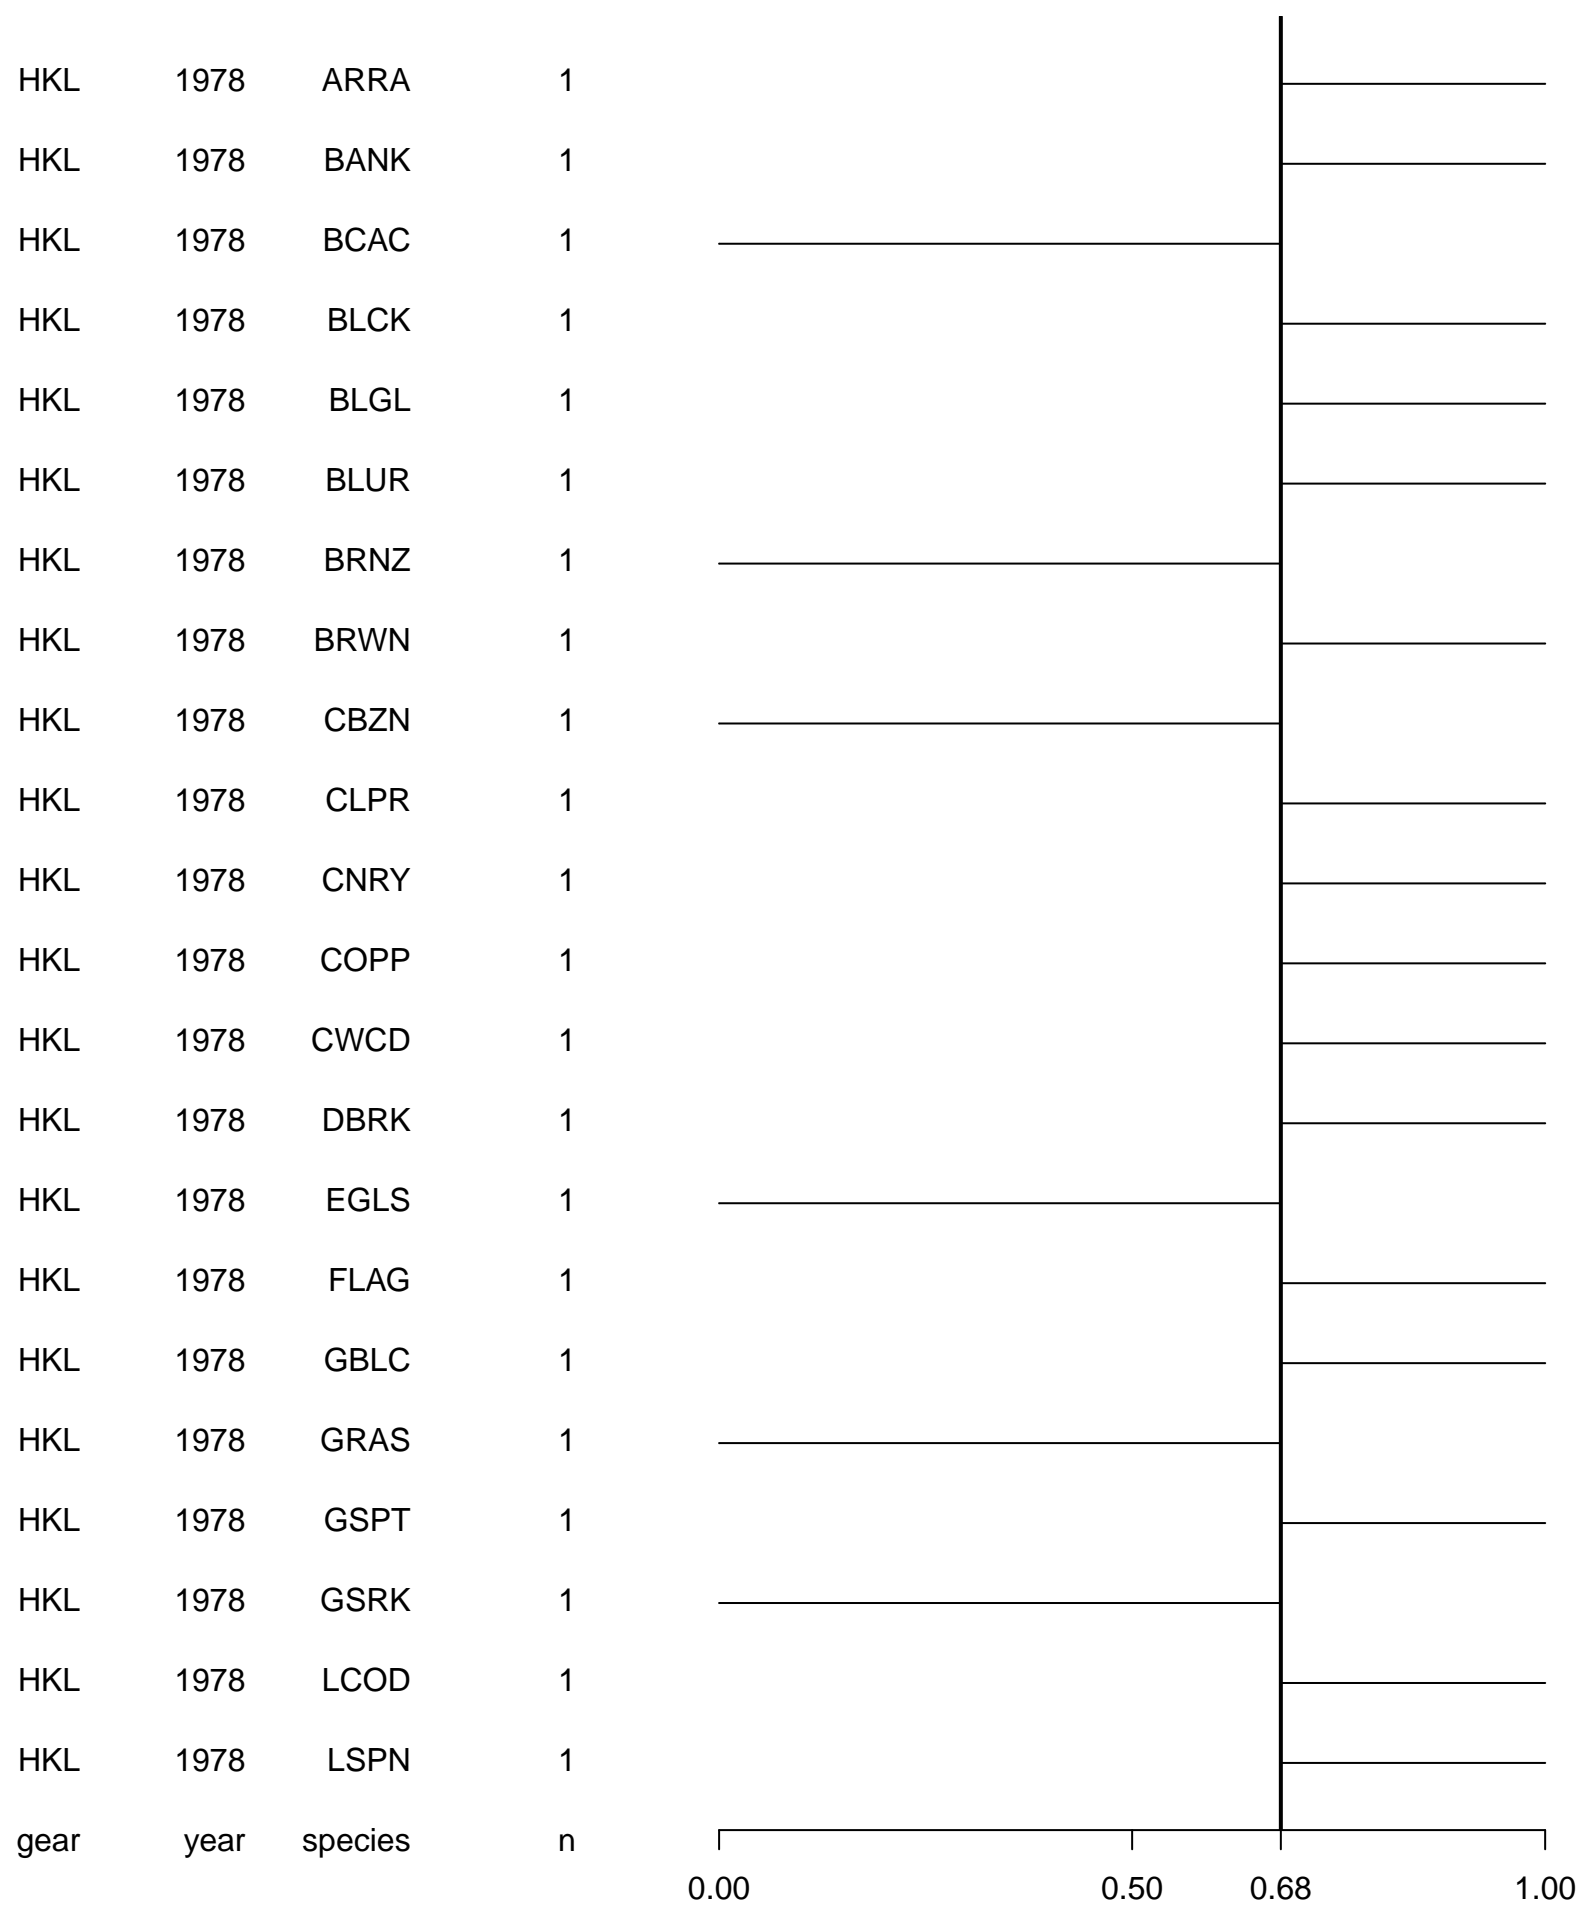 HKL 1978 ARRA 1
HKL 1978 BANK 1
HKL 1978 BCAC 1
HKL 1978 BLCK 1
HKL 1978 BLGL 1
HKL 1978 BLUR 1
HKL 1978 BRNZ 1
HKL 1978 BRWN 1
HKL 1978 CBZN 1
HKL 1978 CLPR 1
HKL 1978 CNRY 1
HKL 1978 COPP 1
HKL 1978 CWCD 1
HKL 1978 DBRK 1
HKL 1978 EGLS 1
HKL 1978 FLAG 1
HKL 1978 GBLC 1
HKL 1978 GRAS 1
HKL 1978 GSPT 1
HKL 1978 GSRK 1
HKL 1978 LCOD 1
HKL 1978 LSPN 1
gear year species n
0.00 0.50 0.68 1.00